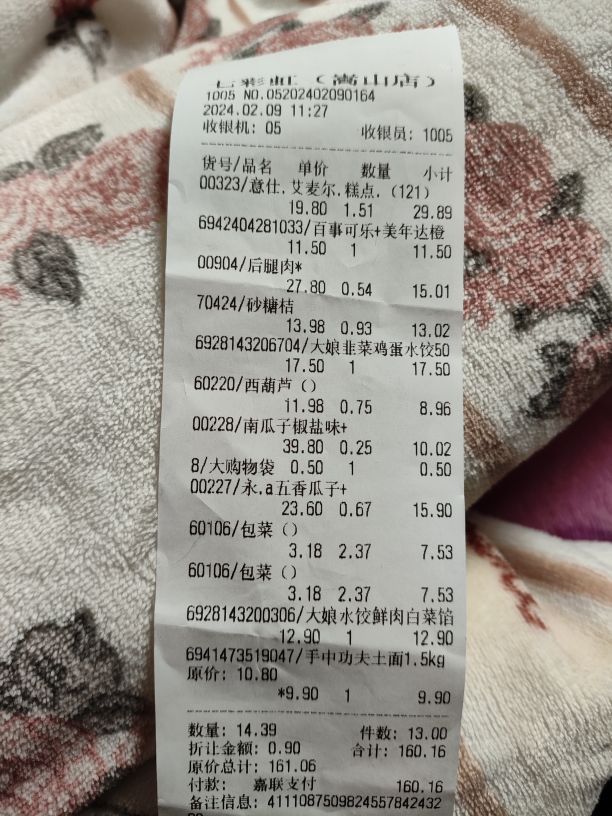 七彩虹（嵩山店）
1005 NO.05202402090164
2024.02.09 11:27
收银机: 05 收银员: 1005
货号/品名 单价 数量 小计
00323/意仕.艾麦尔.糕点.（121）
19.80 1.51 29.89
6942404281033/百事可乐+美年达橙
11.50 1 11.50
00904/后腿肉*
27.80 0.54 15.01
70424/砂糖桔
13.98 0.93 13.02
6928143206704/大娘韭菜鸡蛋水饺50
17.50 1 17.50
60220/西葫芦（）
11.98 0.75 8.96
00228/南瓜子椒盐味+
39.80 0.25 10.02
8/大购物袋 0.50 1 0.50
00227/永.a五香瓜子+
23.60 0.67 15.90
60106/包菜（）
3.18 2.37 7.53
60106/包菜（）
3.18 2.37 7.53
6928143200306/大娘水饺鲜肉白菜馅
12.90 1 12.90
6941473519047/手中功夫土面1.5kg
原价: 10.80
*9.90 1 9.90
数量: 14.39 件数: 13.00
折让金额: 0.90 合计: 160.16
原价总计: 161.06
付款: 嘉联支付 160.16
备注信息: 4111087509824557842432